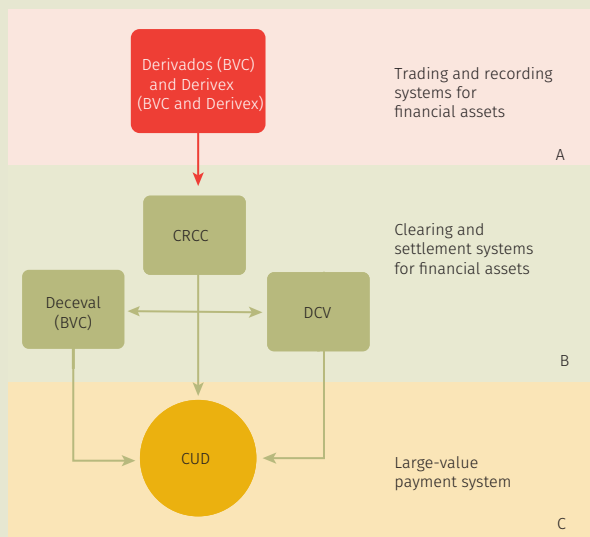 Derivados (BVC)
and Derivex
(BVC and Derivex)
Trading and recording
systems for
financial assets
A
CRCC
Clearing and
settlement systems
for financial assets
Deceval
(BVC)
DCV
B
CUD
Large-value
payment system
C